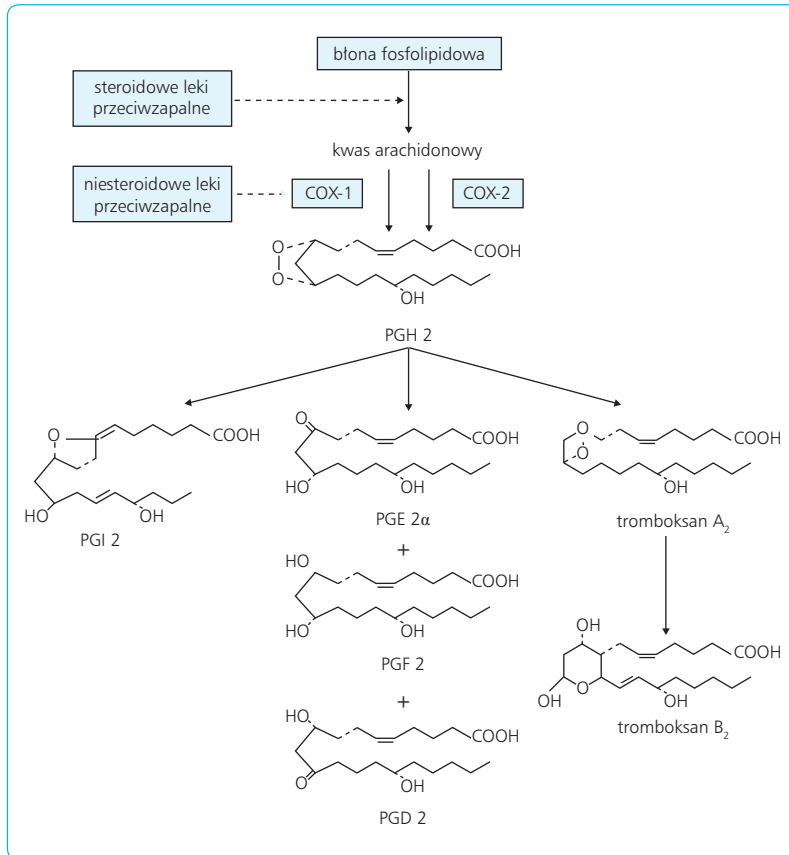 błona fosfolipidowa
steroidowe leki
przeciwzapalne
kwas arachidonowy
niesteroidowe leki
przeciwzapalne
COX-1
COX-2
O
O
COOH
OH
PGH 2
O
COOH
HO
OH
PGI 2
O
COOH
HO
OH
PGE 2α
+
HO
COOH
HO
OH
PGF 2
+
HO
COOH
O
OH
PGD 2
O
O
COOH
OH
tromboksan A₂
OH
COOH
O
OH
OH
tromboksan B₂